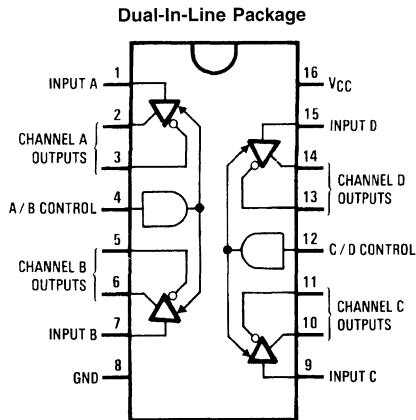 Dual-In-Line Package
INPUT A 1
2
CHANNEL A
OUTPUTS
3
A / B CONTROL 4
5
CHANNEL B
OUTPUTS
6
INPUT B 7
GND 8
16 VCC
15 INPUT D
14
CHANNEL D
OUTPUTS
13
12 C / D CONTROL
11
CHANNEL C
OUTPUTS
10
9 INPUT C